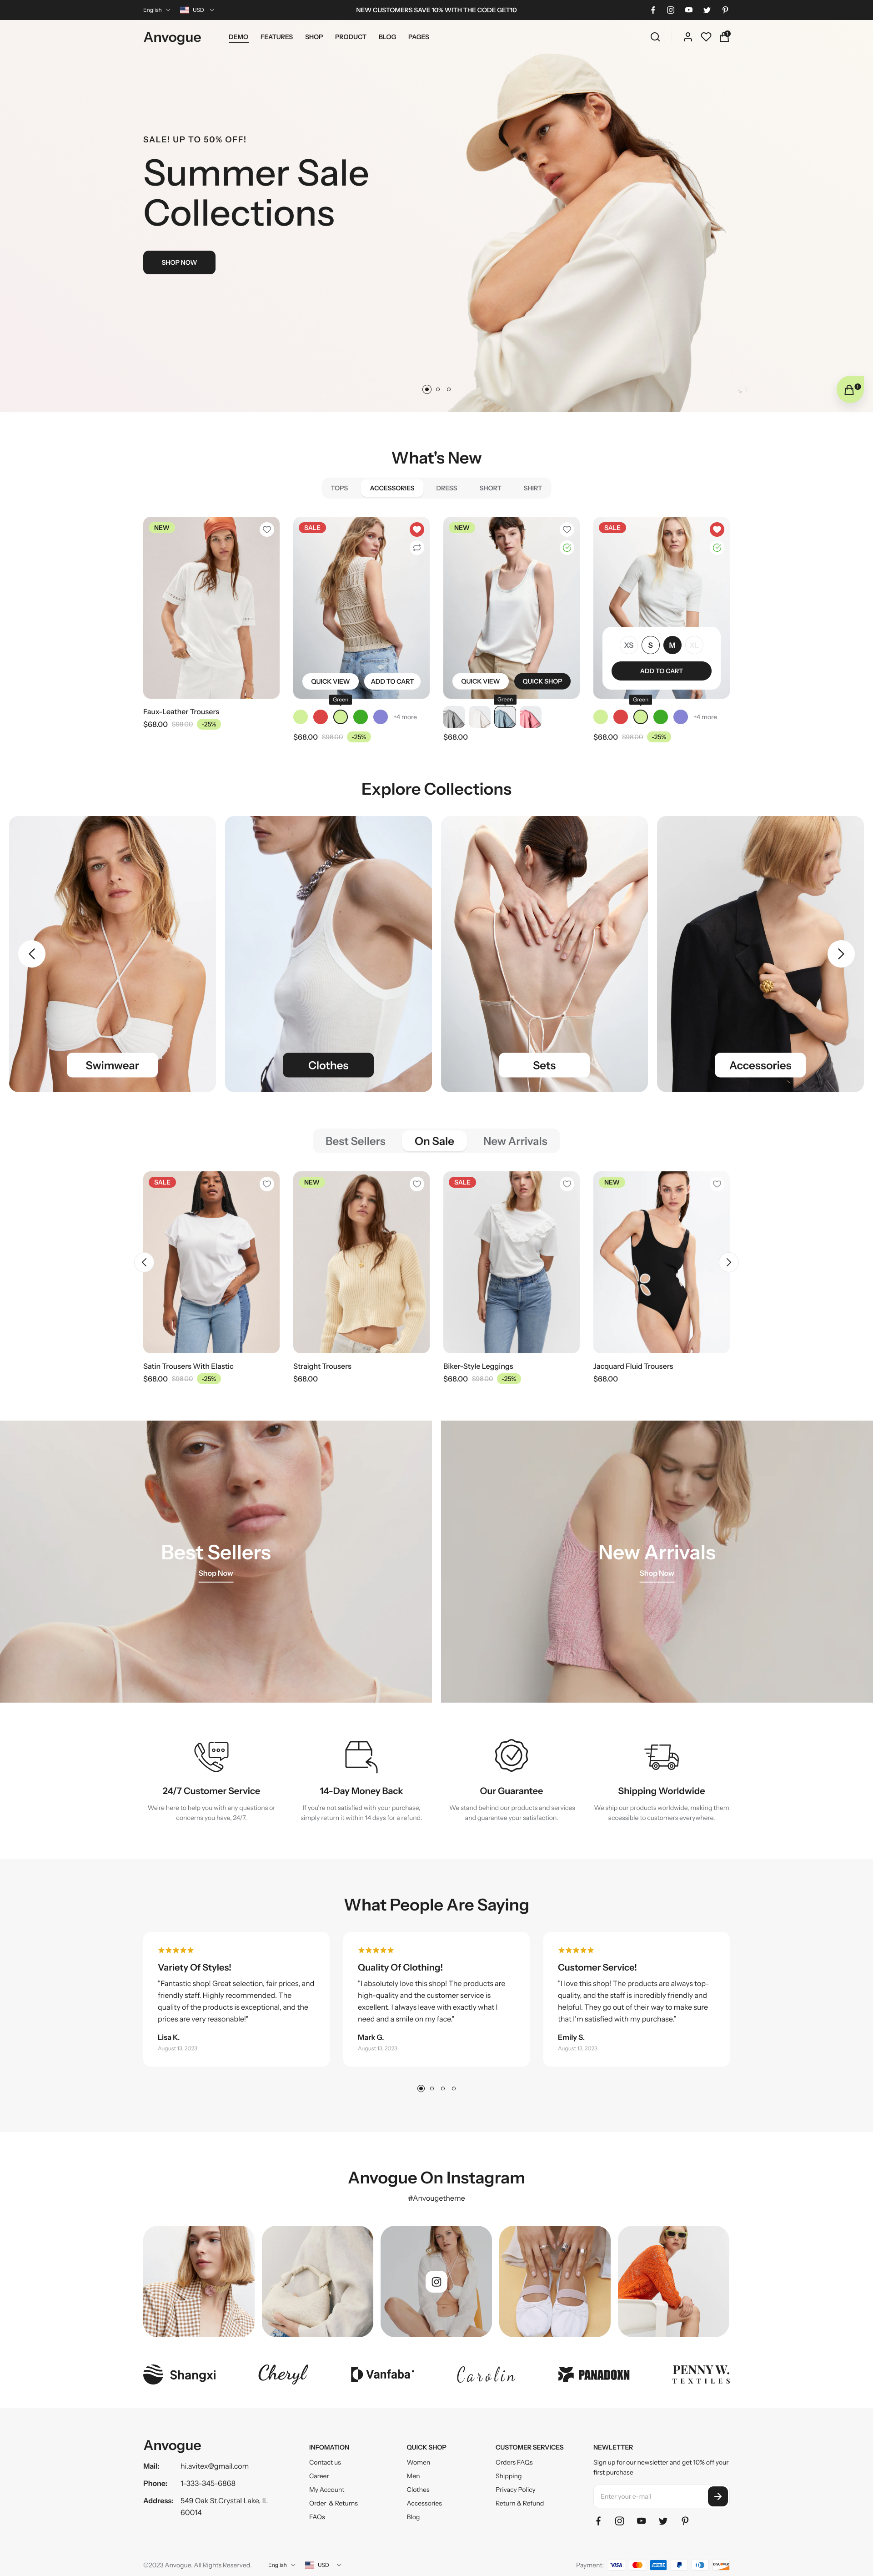 English
USD
NEW CUSTOMERS SAVE 10% WITH THE CODE GET10
Anvogue
DEMO
FEATURES
SHOP
PRODUCT
BLOG
PAGES
1
SALE! UP TO 50% OFF!
Summer Sale
Collections
SHOP NOW
1
What's New
TOPS
ACCESSORIES
DRESS
SHORT
SHIRT
NEW
SALE
NEW
SALE
QUICK VIEW
ADD TO CART
QUICK VIEW
QUICK SHOP
XS
S
M
XL
ADD TO CART
Faux-Leather Trousers
$68.00 $98.00 -25%
Green
+4 more
$68.00 $98.00 -25%
Green
$68.00
Green
+4 more
$68.00 $98.00 -25%
Explore Collections
Swimwear
Clothes
Sets
Accessories
Best Sellers
On Sale
New Arrivals
SALE
NEW
SALE
NEW
Satin Trousers With Elastic
$68.00 $98.00 -25%
Straight Trousers
$68.00
Biker-Style Leggings
$68.00 $98.00 -25%
Jacquard Fluid Trousers
$68.00
Best Sellers
Shop Now
New Arrivals
Shop Now
24/7 Customer Service
We're here to help you with any questions or
concerns you have, 24/7.
14-Day Money Back
If you're not satisfied with your purchase,
simply return it within 14 days for a refund.
Our Guarantee
We stand behind our products and services
and guarantee your satisfaction.
Shipping Worldwide
We ship our products worldwide, making them
accessible to customers everywhere.
What People Are Saying
Variety Of Styles!
"Fantastic shop! Great selection, fair prices, and
friendly staff. Highly recommended. The
quality of the products is exceptional, and the
prices are very reasonable!"
Lisa K.
August 13, 2023
Quality Of Clothing!
"I absolutely love this shop! The products are
high-quality and the customer service is
excellent. I always leave with exactly what I
need and a smile on my face."
Mark G.
August 13, 2023
Customer Service!
"I love this shop! The products are always top-
quality, and the staff is incredibly friendly and
helpful. They go out of their way to make sure
that I'm satisfied with my purchase."
Emily S.
August 13, 2023
Anvogue On Instagram
#Anvougetheme
Shangxi
Cheryl
Vanfaba
Carolin
PANADOXN
PENNY W.
TEXTILES
Anvogue
Mail: hi.avitex@gmail.com
Phone: 1-333-345-6868
Address: 549 Oak St.Crystal Lake, IL
60014
INFOMATION
Contact us
Career
My Account
Order & Returns
FAQs
QUICK SHOP
Women
Men
Clothes
Accessories
Blog
CUSTOMER SERVICES
Orders FAQs
Shipping
Privacy Policy
Return & Refund
NEWLETTER
Sign up for our newsletter and get 10% off your
first purchase
Enter your e-mail
©2023 Anvogue. All Rights Reserved.
English
USD
Payment:
VISA
DISCOVER